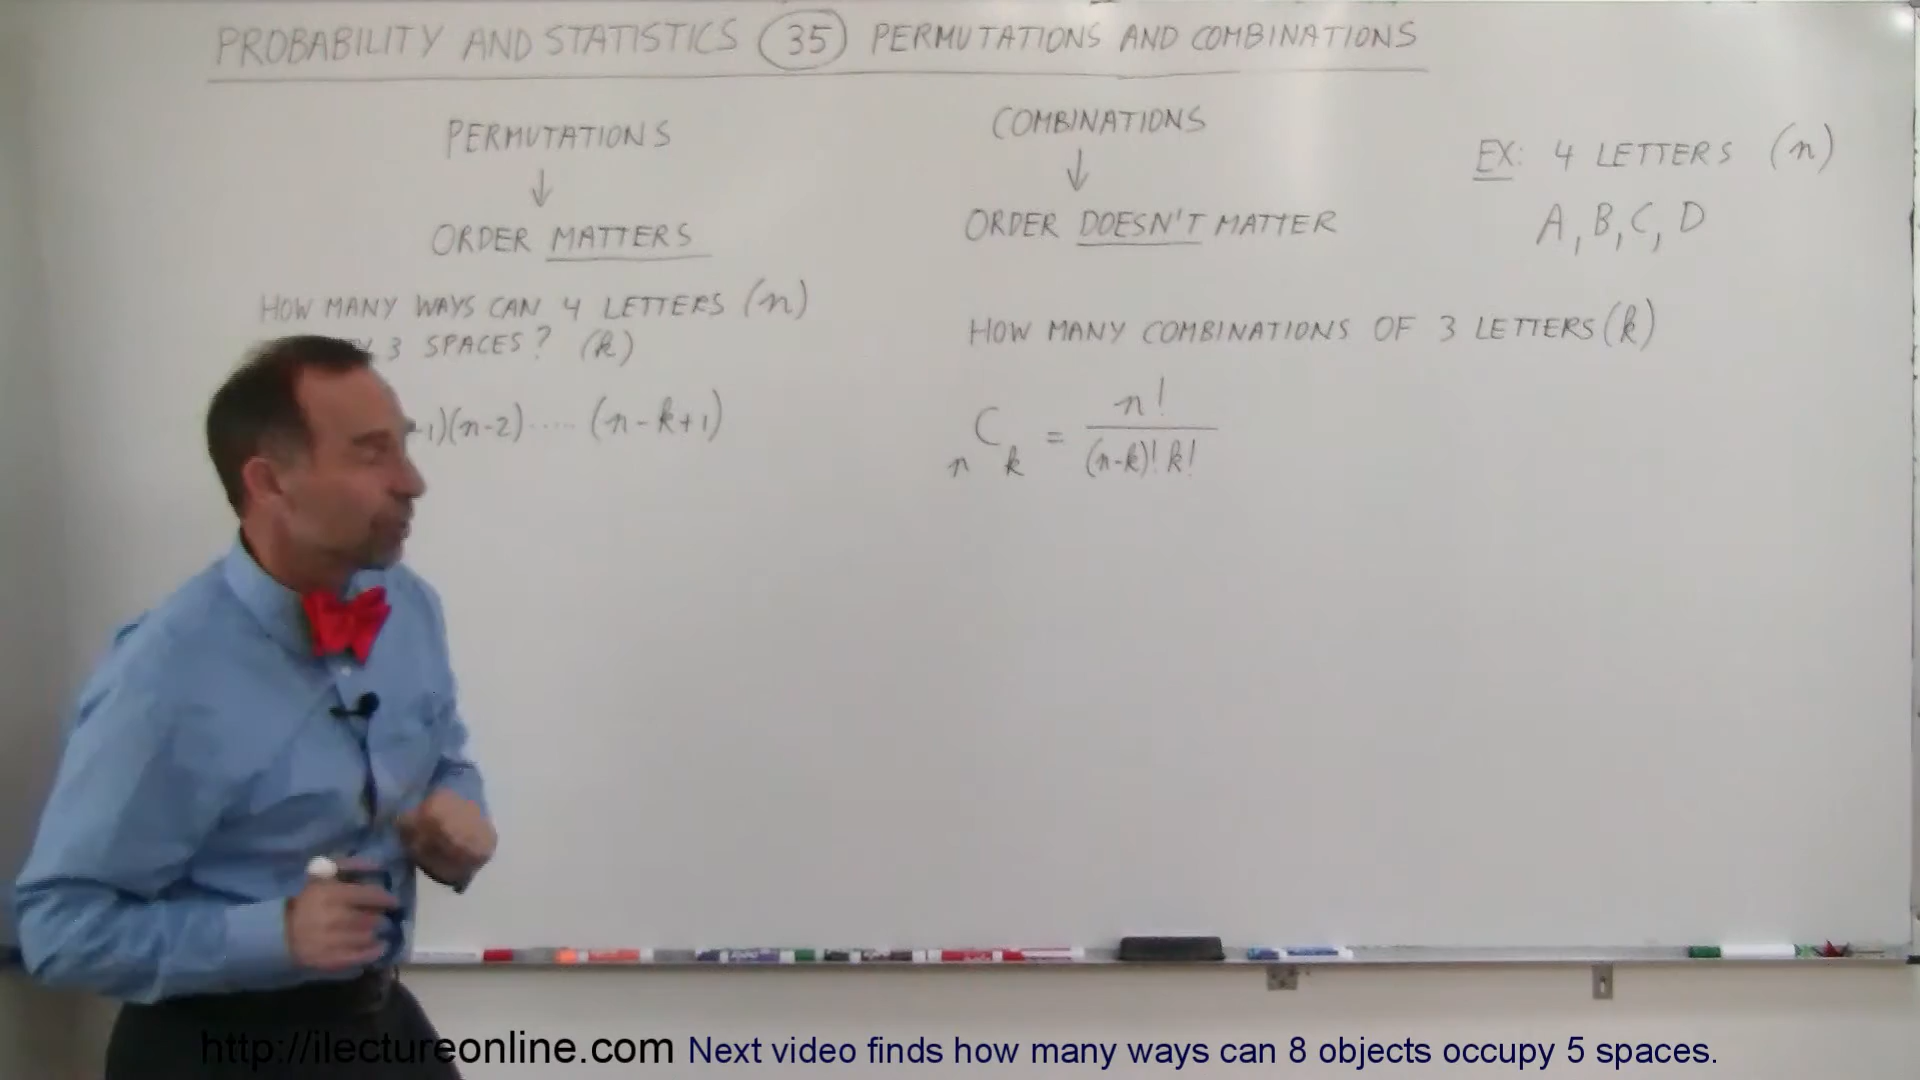 PROBABILITY AND STATISTICS 35 PERMUTATIONS AND COMBINATIONS
PERMUTATIONS
↓
ORDER MATTERS
HOW MANY WAYS CAN 4 LETTERS (n)
3 SPACES? (k)
-1)(n-2)·····(n-k+1)
COMBINATIONS
↓
ORDER DOESN'T MATTER
HOW MANY COMBINATIONS OF 3 LETTERS (k)
nCk = n! / (n-k)! k!
EX: 4 LETTERS (n)
A, B, C, D
http://ilectureonline.com Next video finds how many ways can 8 objects occupy 5 spaces.